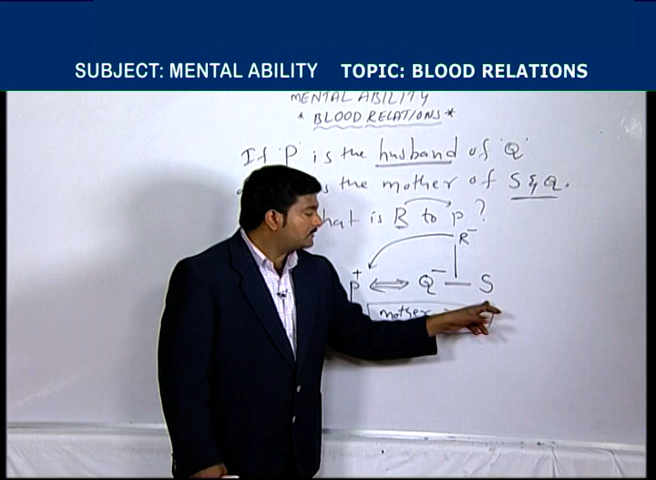 SUBJECT: MENTAL ABILITY TOPIC: BLOOD RELATIONS
MENTAL ABILITY
* BLOOD RELATIONS *
If 'P' is the husband of 'Q'
the mother of S & Q.
hat is R to P ?
R⁻
P⁺ ⇔ Q⁻ — S
mother